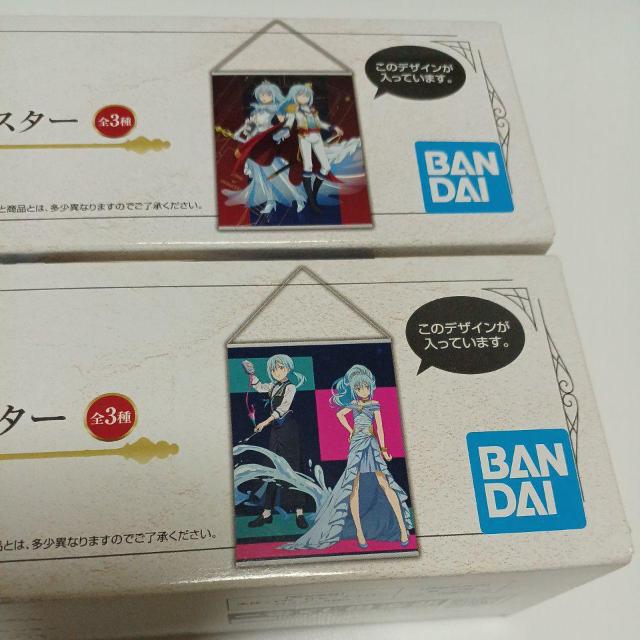 スター 全3種
このデザインが
入っています。
BAN
DAI
と商品とは、多少異なりますのでご了承ください。
スター 全3種
このデザインが
入っています。
BAN
DAI
品とは、多少異なりますのでご了承ください。